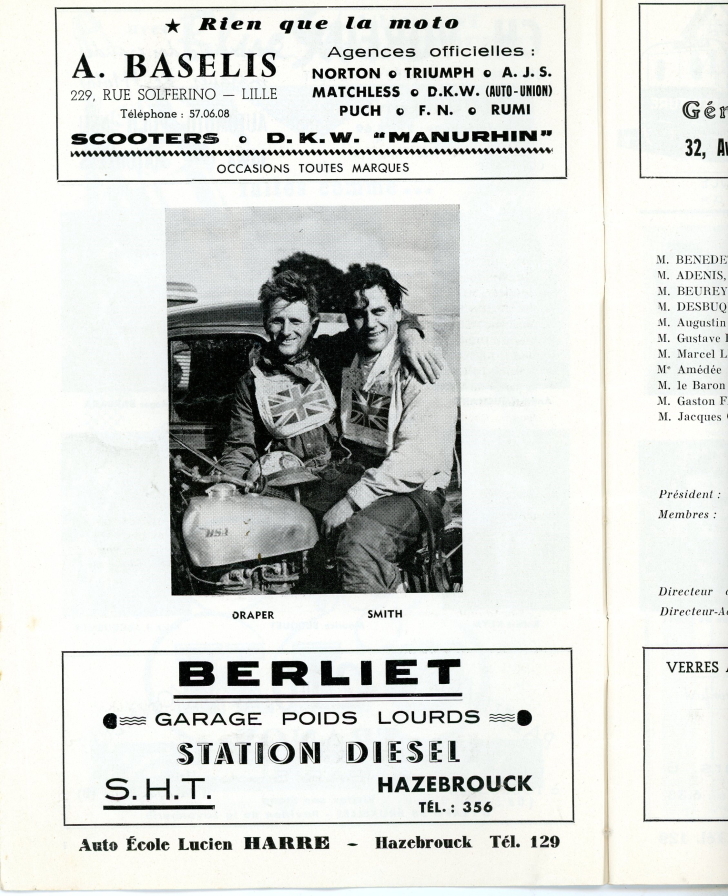 ★ Rien que la moto
A. BASELIS
229, RUE SOLFERINO — LILLE
Téléphone : 57.06.08
Agences officielles :
NORTON o TRIUMPH o A. J. S.
MATCHLESS o D.K.W. (AUTO-UNION)
PUCH o F. N. o RUMI
SCOOTERS o D.K.W. "MANURHIN"
OCCASIONS TOUTES MARQUES
BSA
DRAPER SMITH
BERLIET
GARAGE POIDS LOURDS
STATION DIESEL
S.H.T.
HAZEBROUCK
TÉL. : 356
Auto École Lucien HARRE - Hazebrouck Tél. 129
Gér
32, Av
M. BENEDE
M. ADENIS,
M. BEUREY
M. DESBUQ
M. Augustin
M. Gustave
M. Marcel L
Me Amédée
M. le Baron
M. Gaston F
M. Jacques
Président :
Membres :
Directeur
Directeur-A
VERRES